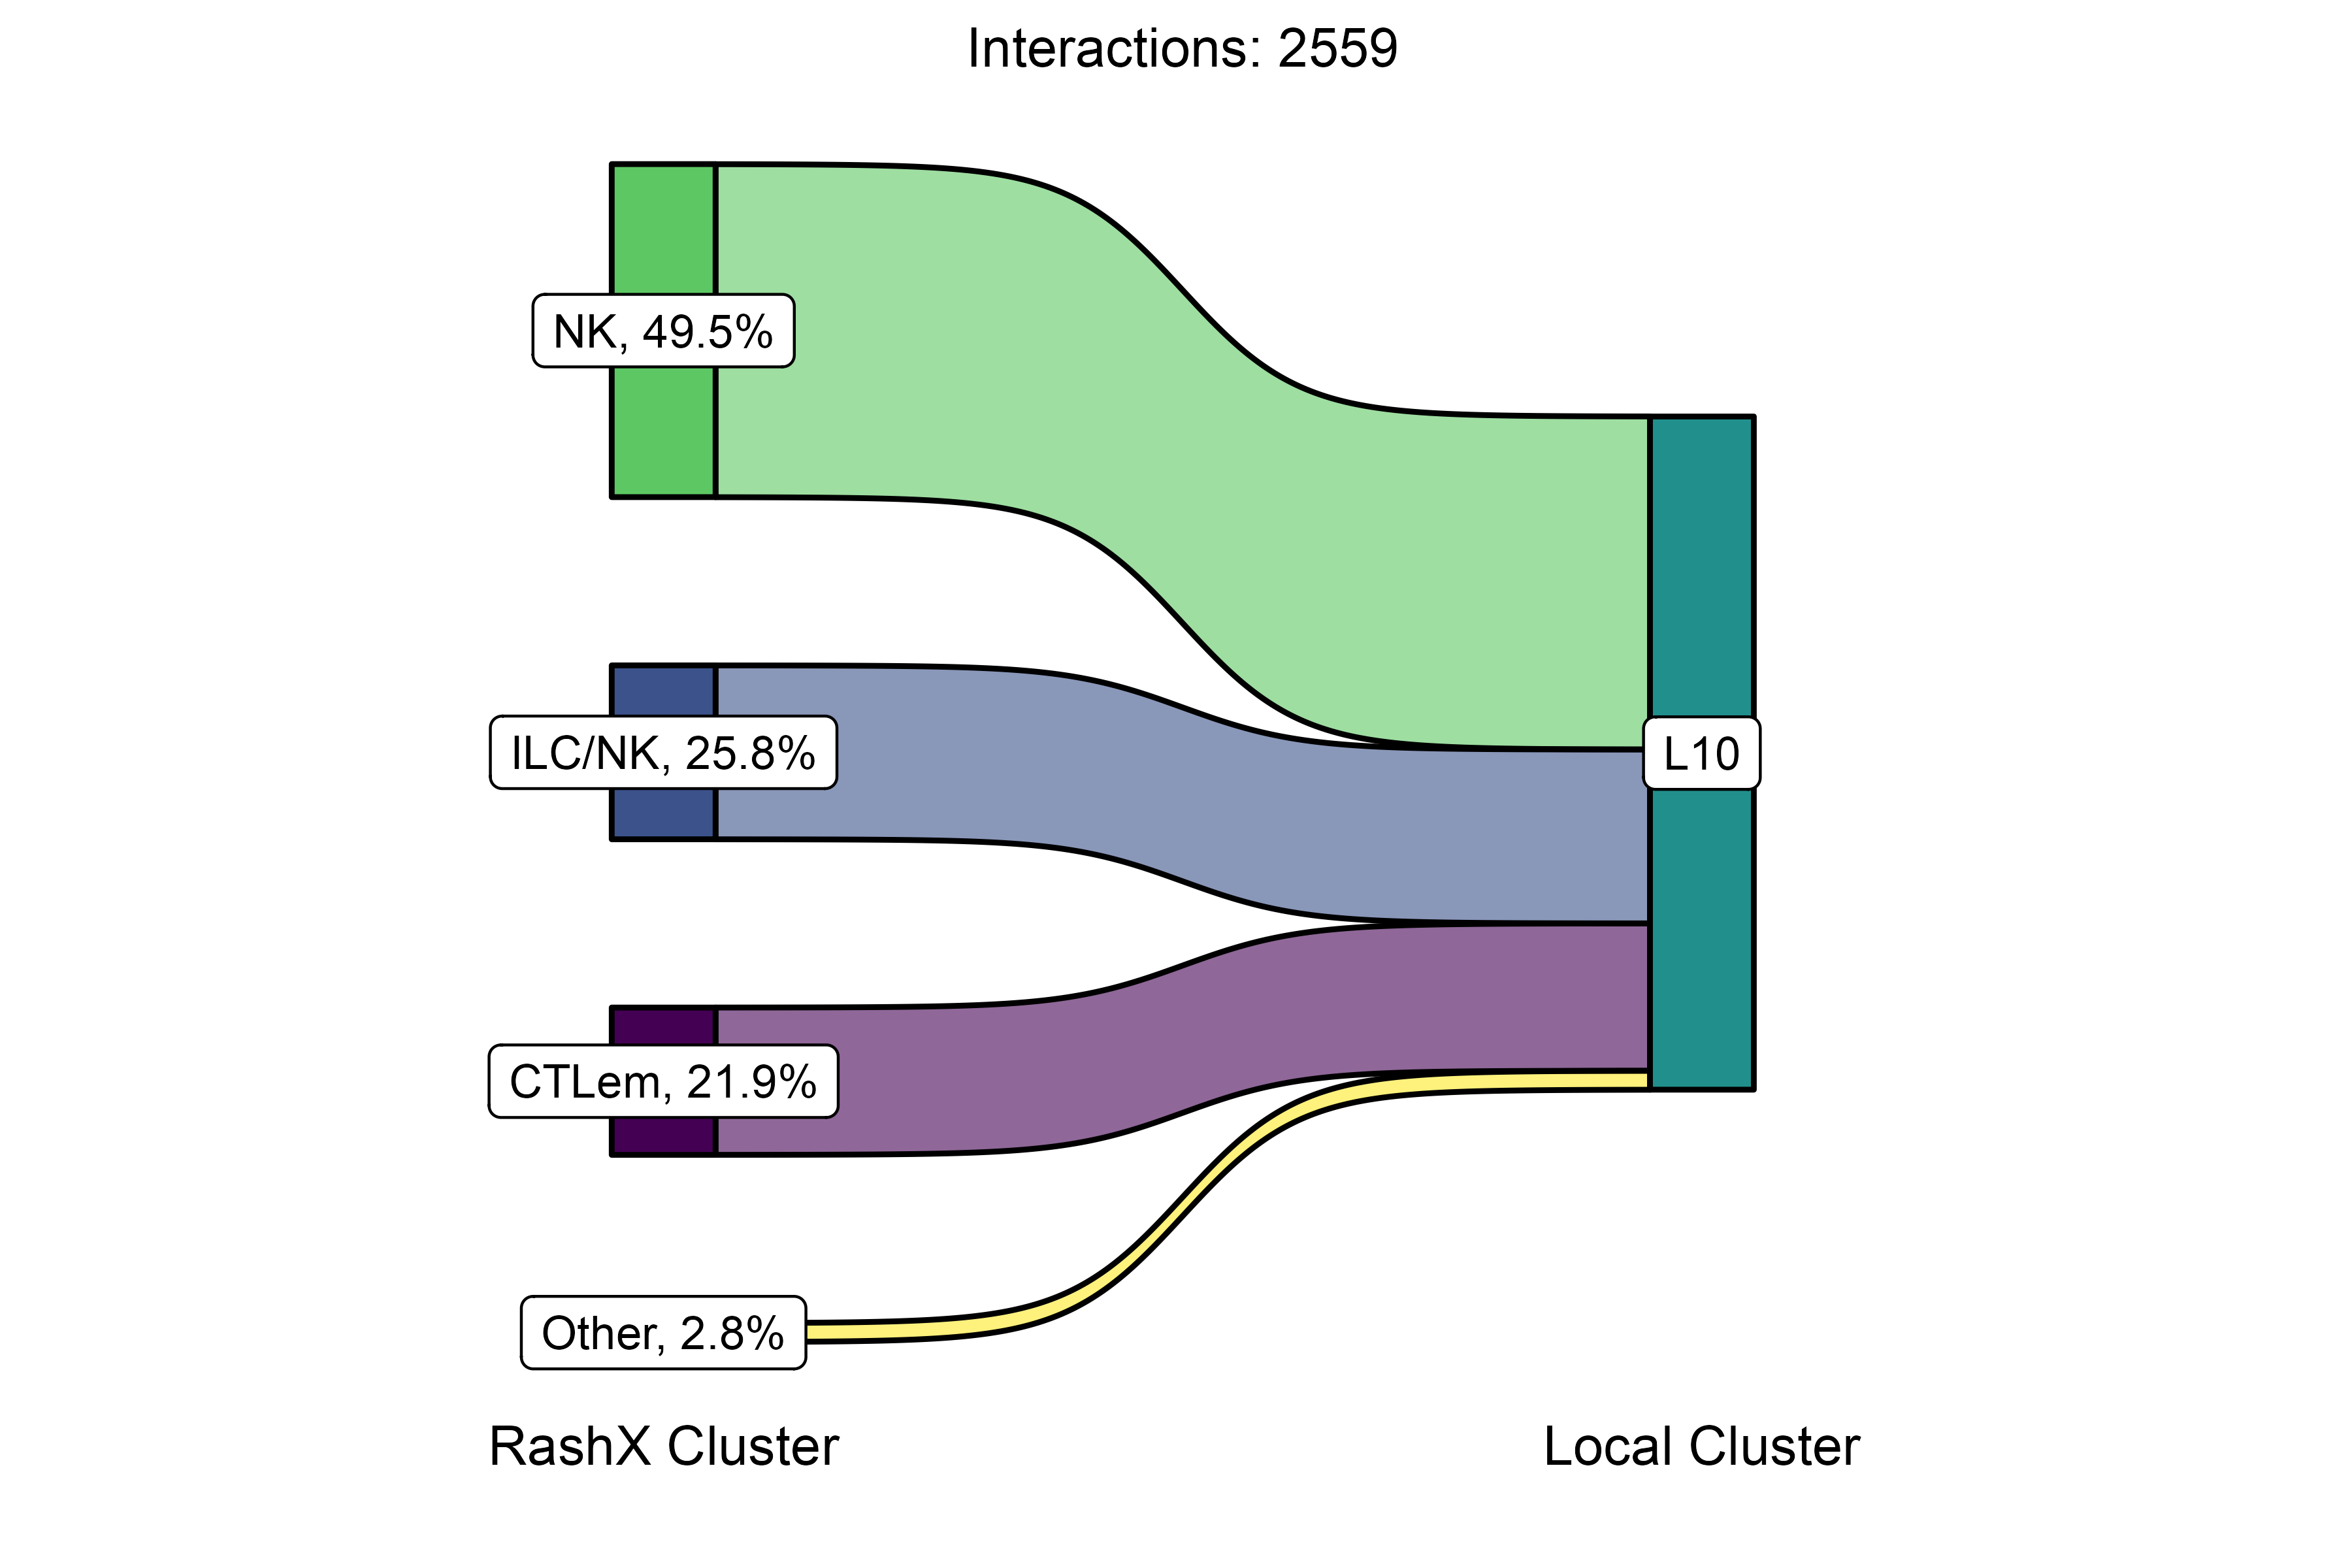 Interactions: 2559
NK, 49.5%
ILC/NK, 25.8%
L10
CTLem, 21.9%
Other, 2.8%
RashX Cluster
Local Cluster